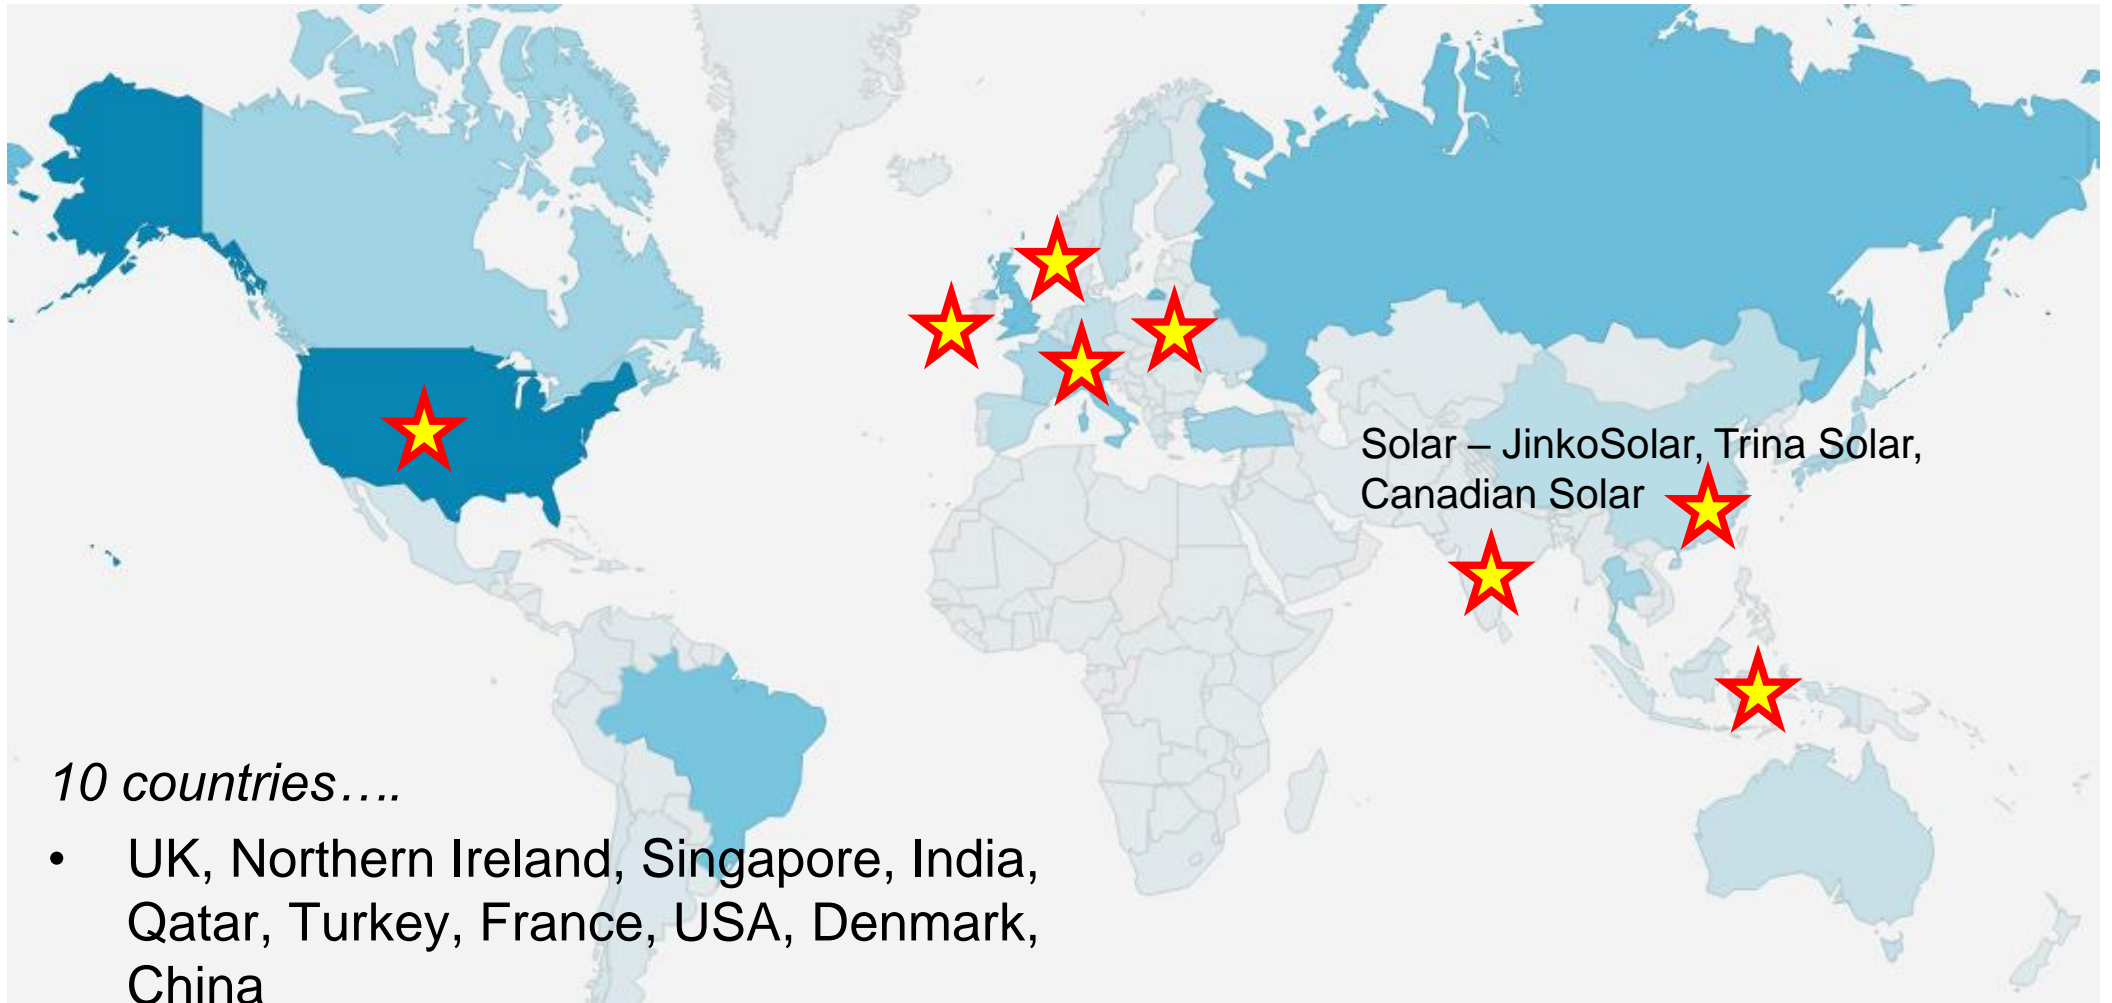 Solar – JinkoSolar, Trina Solar,
Canadian Solar
10 countries….
• UK, Northern Ireland, Singapore, India,
Qatar, Turkey, France, USA, Denmark,
China